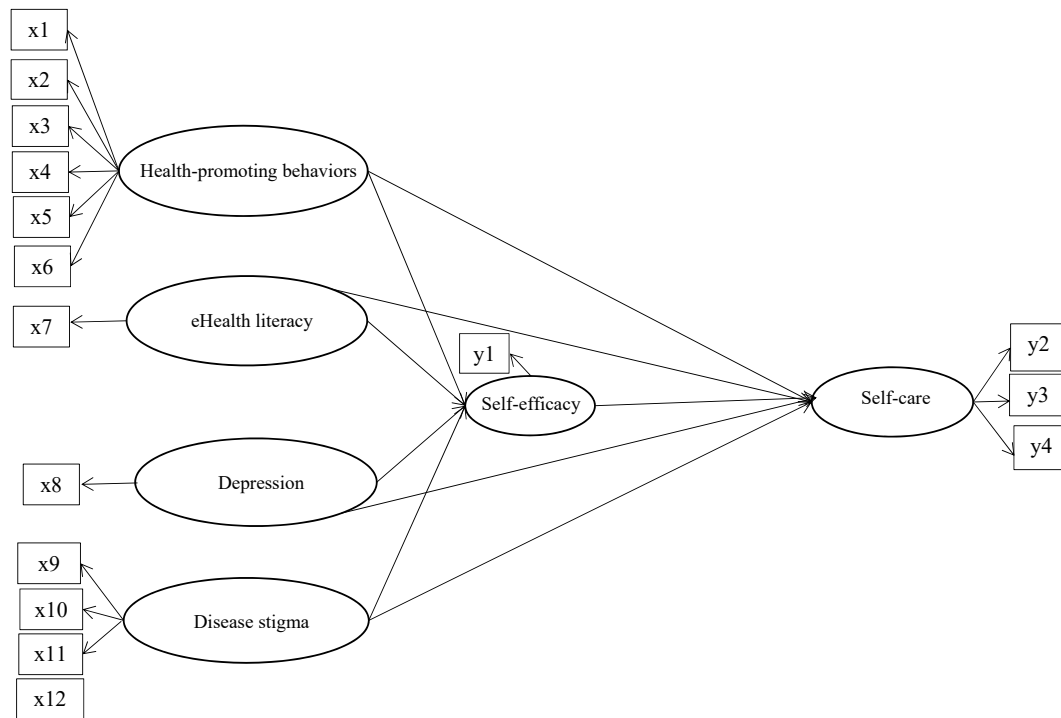 x1
x2
x3
x4
x5
x6
Health-promoting behaviors
x7
eHealth literacy
y1
Self-efficacy
Self-care
y2
y3
y4
x8
Depression
x9
x10
x11
x12
Disease stigma